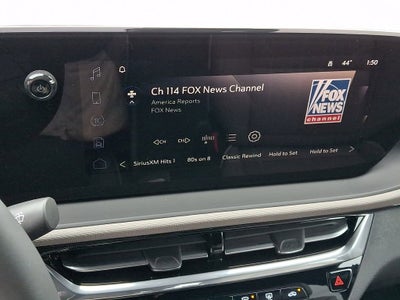 44° 1:50
Ch 114 FOX News Channel
America Reports
FOX News
FOX
NEWS
channel
SiriusXM Hits 1 80s on 8 Classic Rewind Hold to Set Hold to Set